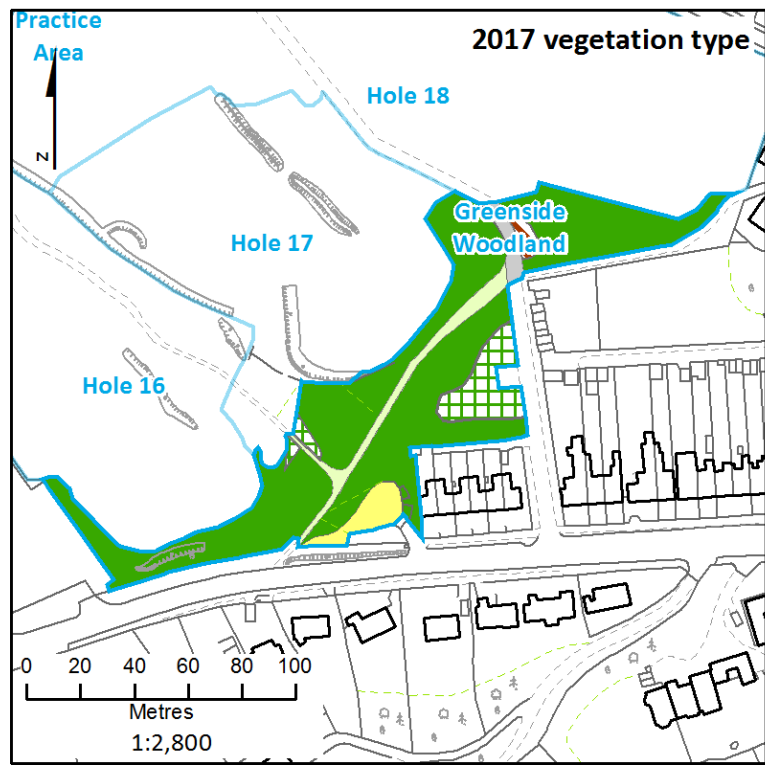 Practice
Area
2017 vegetation type
Hole 18
N
Greenside
Woodland
Hole 17
Hole 16
0 20 40 60 80 100
Metres
1:2,800